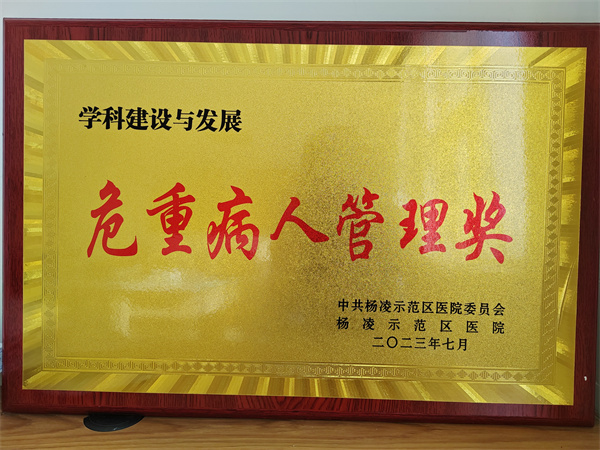 学科建设与发展
危重病人管理奖
中共杨凌示范区医院委员会
杨凌示范区医院
二〇二三年七月